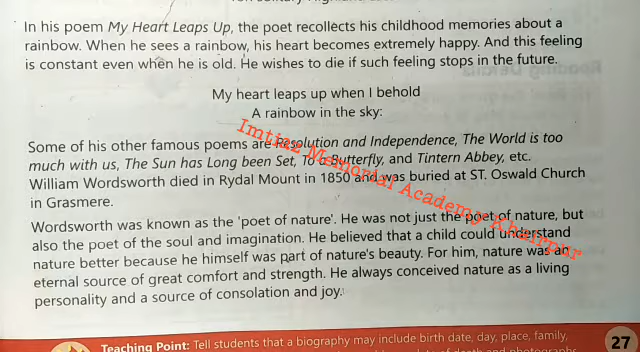 In his poem My Heart Leaps Up, the poet recollects his childhood memories about a
rainbow. When he sees a rainbow, his heart becomes extremely happy. And this feeling
is constant even when he is old. He wishes to die if such feeling stops in the future.
My heart leaps up when I behold
A rainbow in the sky:
Some of his other famous poems are Resolution and Independence, The World is too
much with us, The Sun has Long been Set, To a Butterfly, and Tintern Abbey, etc.
William Wordsworth died in Rydal Mount in 1850 and was buried at ST. Oswald Church
in Grasmere.
Wordsworth was known as the 'poet of nature'. He was not just the poet of nature, but
also the poet of the soul and imagination. He believed that a child could understand
nature better because he himself was part of nature's beauty. For him, nature was an
eternal source of great comfort and strength. He always conceived nature as a living
personality and a source of consolation and joy.
Imtiaz Memorial Academy Khairpur
Teaching Point: Tell students that a biography may include birth date, day, place, family,
death and photographs
27